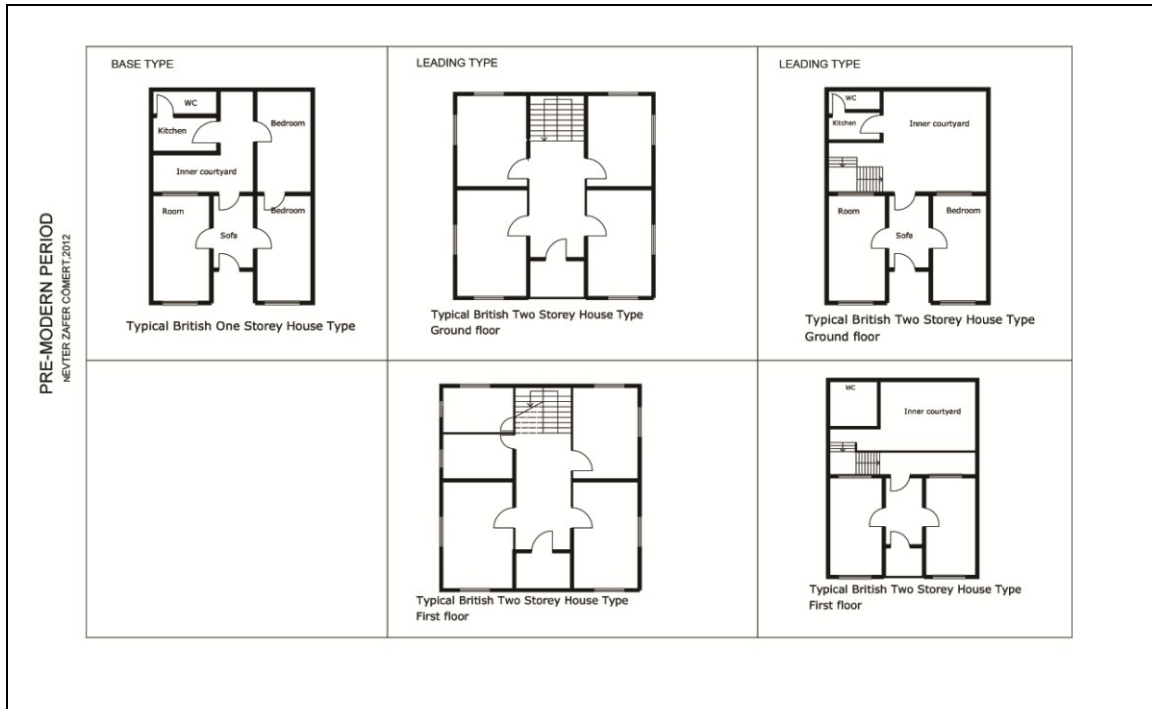 PRE-MODERN PERIOD
NEVTER ZAFER CÖMERT,2012
BASE TYPE
WC
Kitchen
Bedroom
Inner courtyard
Room
Bedroom
Sofa
Typical British One Storey House Type
LEADING TYPE
Typical British Two Storey House Type
Ground floor
LEADING TYPE
WC
Kitchen
Inner courtyard
Room
Bedroom
Sofa
Typical British Two Storey House Type
Ground floor
Typical British Two Storey House Type
First floor
WC
Inner courtyard
Typical British Two Storey House Type
First floor